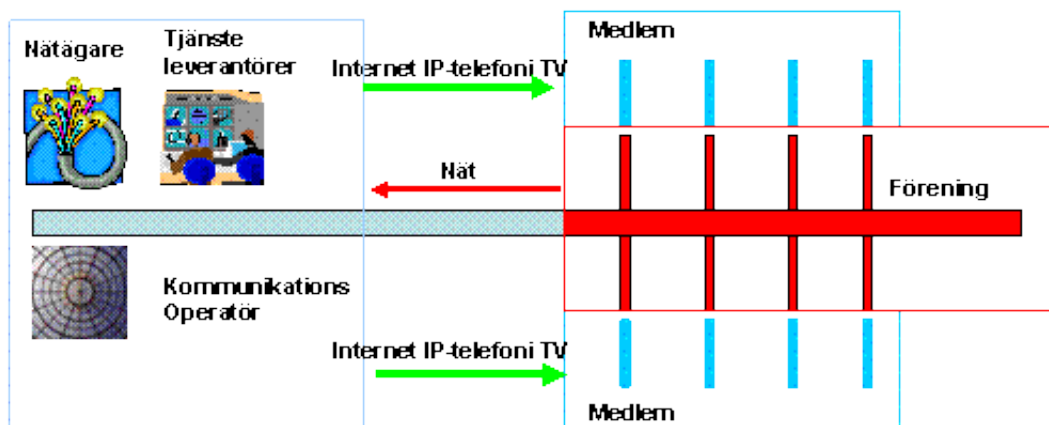 Nätägare
Tjänste
leverantörer
Internet IP-telefoni TV
Medlem
Nät
Förening
Kommunikations
Operatör
Internet IP-telefoni TV
Medlem